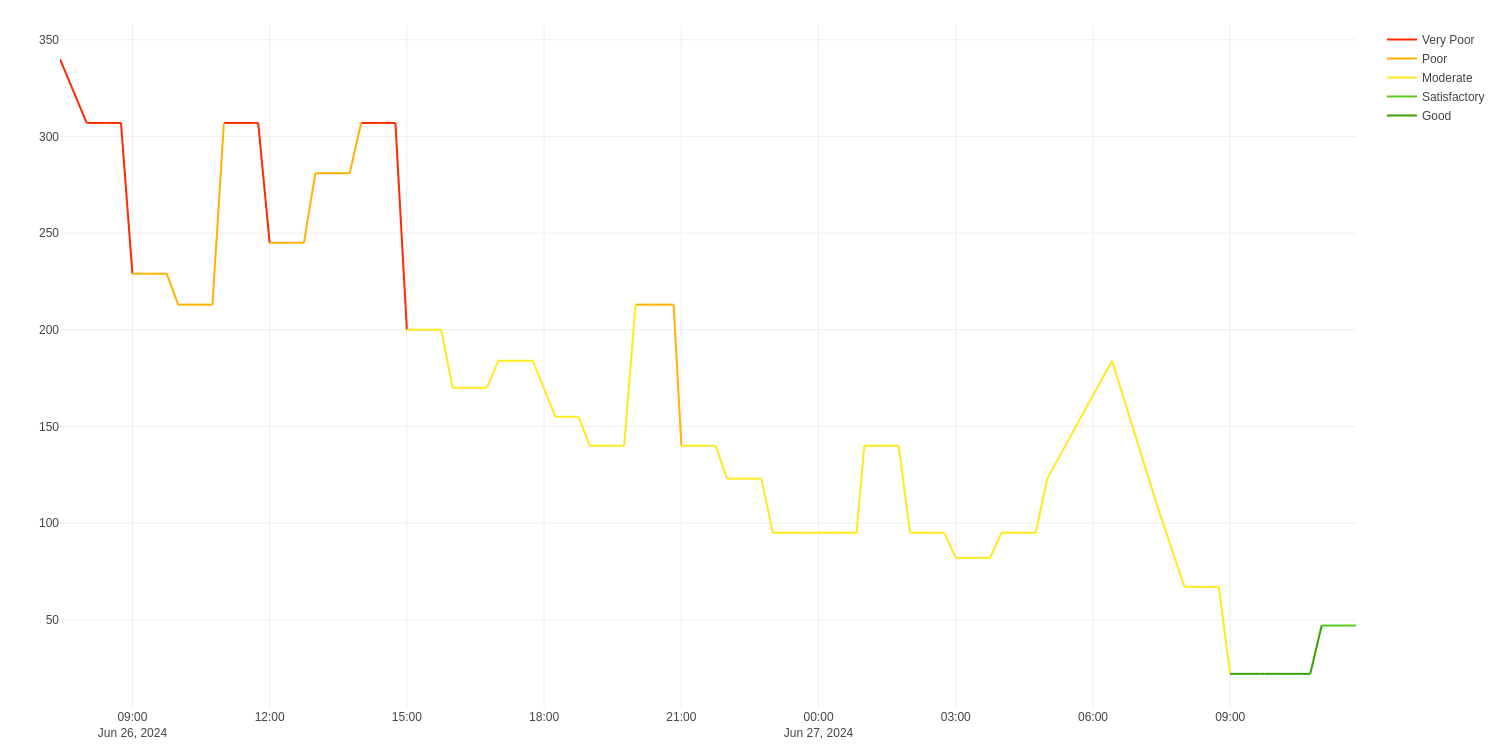 350
300
250
200
150
100
50
09:00
12:00
15:00
18:00
21:00
00:00
03:00
06:00
09:00
Jun 26, 2024
Jun 27, 2024
Very Poor
Poor
Moderate
Satisfactory
Good